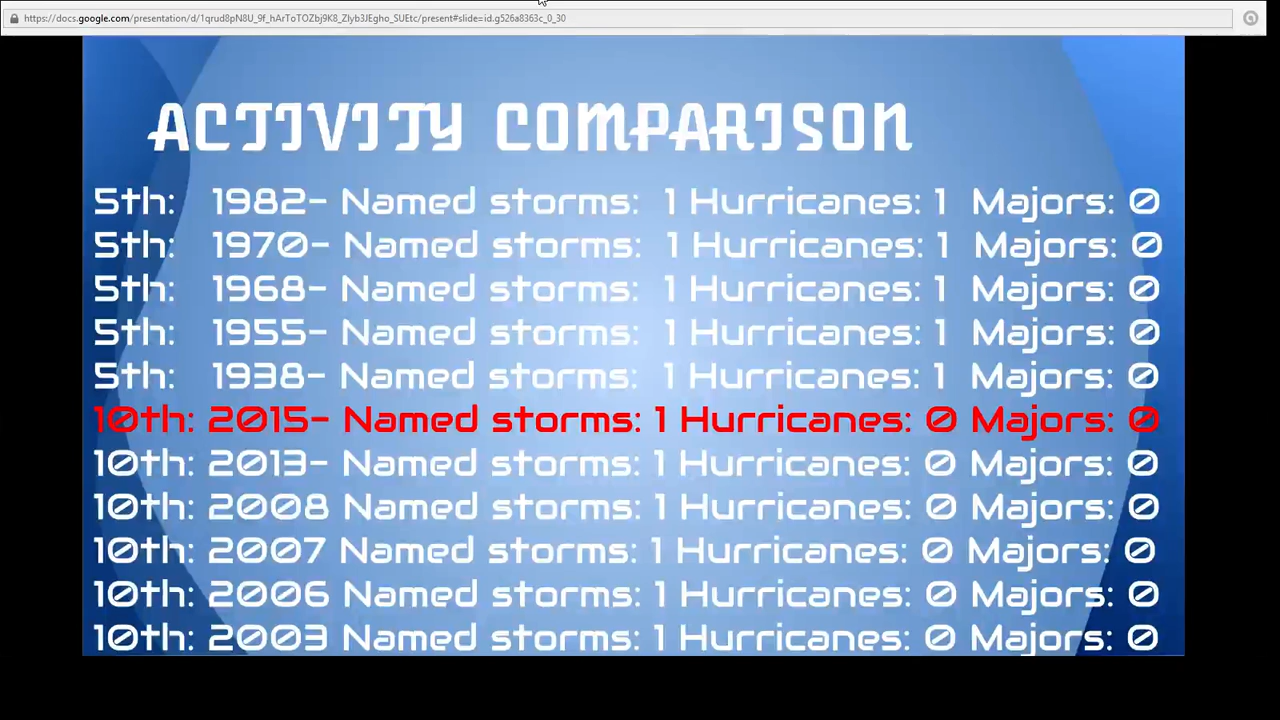 https://docs.google.com/presentation/d/1qrud8pN8U_9f_hArToTOZbj9K8_Zlyb3JEgho_SUEtc/present#slide=id.g526a8363c_0_30
ACTIVITY COMPARISON
5th: 1982- Named storms: 1 Hurricanes: 1 Majors: 0
5th: 1970- Named storms: 1 Hurricanes: 1 Majors: 0
5th: 1968- Named storms: 1 Hurricanes: 1 Majors: 0
5th: 1955- Named storms: 1 Hurricanes: 1 Majors: 0
5th: 1938- Named storms: 1 Hurricanes: 1 Majors: 0
10th: 2015- Named storms: 1 Hurricanes: 0 Majors: 0
10th: 2013- Named storms: 1 Hurricanes: 0 Majors: 0
10th: 2008 Named storms: 1 Hurricanes: 0 Majors: 0
10th: 2007 Named storms: 1 Hurricanes: 0 Majors: 0
10th: 2006 Named storms: 1 Hurricanes: 0 Majors: 0
10th: 2003 Named storms: 1 Hurricanes: 0 Majors: 0